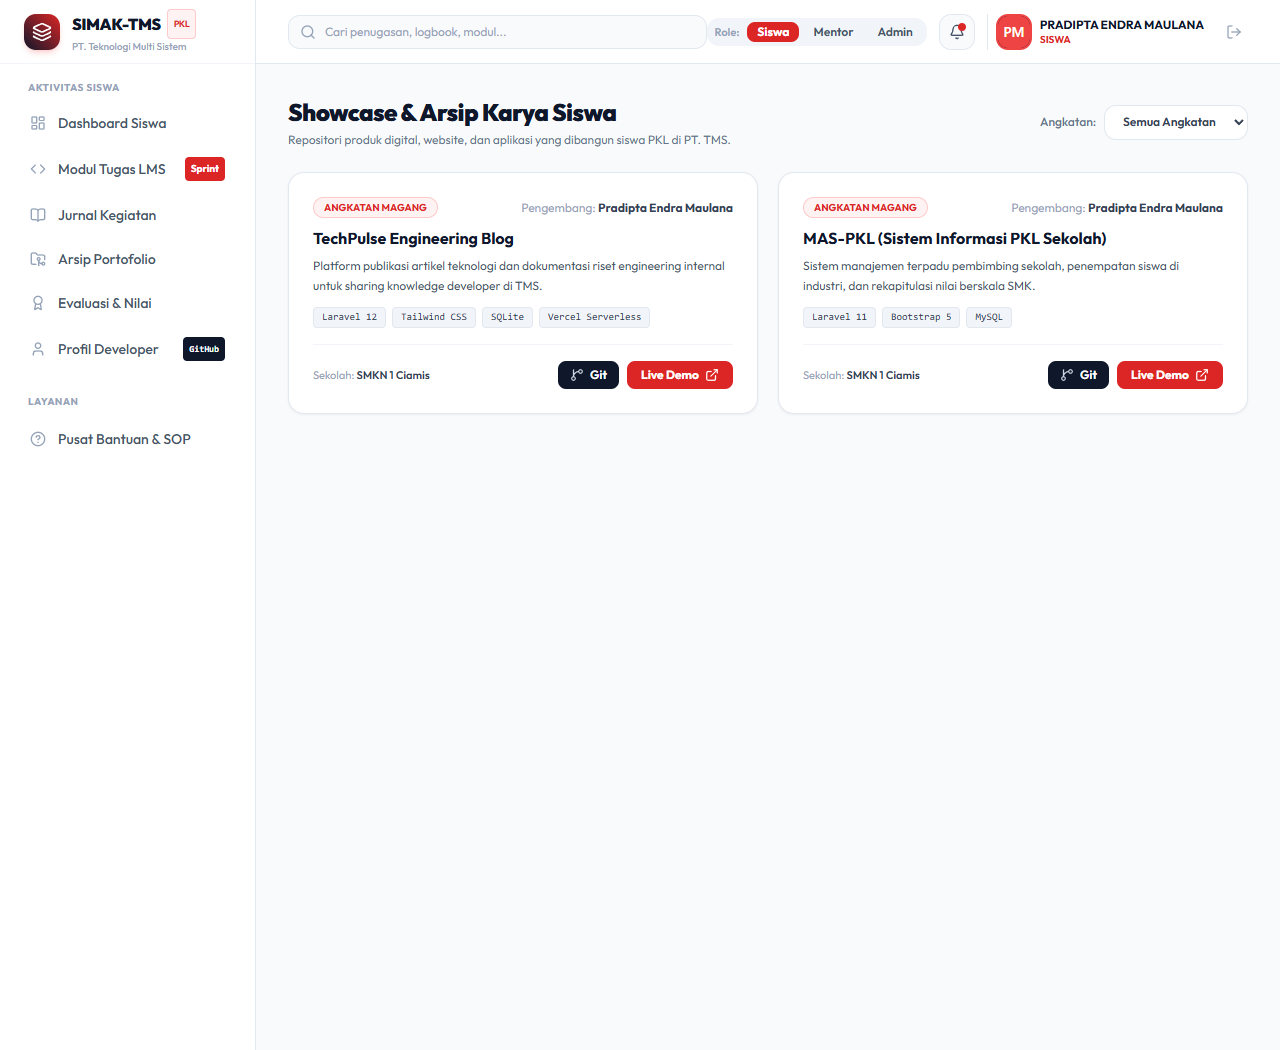 SIMAK-TMS
PKL
PT. Teknologi Multi Sistem
Cari penugasan, logbook, modul...
Role:
Siswa
Mentor
Admin
PM
PRADIPTA ENDRA MAULANA
SISWA
AKTIVITAS SISWA
Dashboard Siswa
Modul Tugas LMS
Sprint
Jurnal Kegiatan
Arsip Portofolio
Evaluasi & Nilai
Profil Developer
GitHub
LAYANAN
Pusat Bantuan & SOP
Showcase & Arsip Karya Siswa
Repositori produk digital, website, dan aplikasi yang dibangun siswa PKL di PT. TMS.
Angkatan:
Semua Angkatan
ANGKATAN MAGANG
Pengembang: Pradipta Endra Maulana
TechPulse Engineering Blog
Platform publikasi artikel teknologi dan dokumentasi riset engineering internal
untuk sharing knowledge developer di TMS.
Laravel 12
Tailwind CSS
SQLite
Vercel Serverless
Sekolah: SMKN 1 Ciamis
Git
Live Demo
ANGKATAN MAGANG
Pengembang: Pradipta Endra Maulana
MAS-PKL (Sistem Informasi PKL Sekolah)
Sistem manajemen terpadu pembimbing sekolah, penempatan siswa di
industri, dan rekapitulasi nilai berskala SMK.
Laravel 11
Bootstrap 5
MySQL
Sekolah: SMKN 1 Ciamis
Git
Live Demo